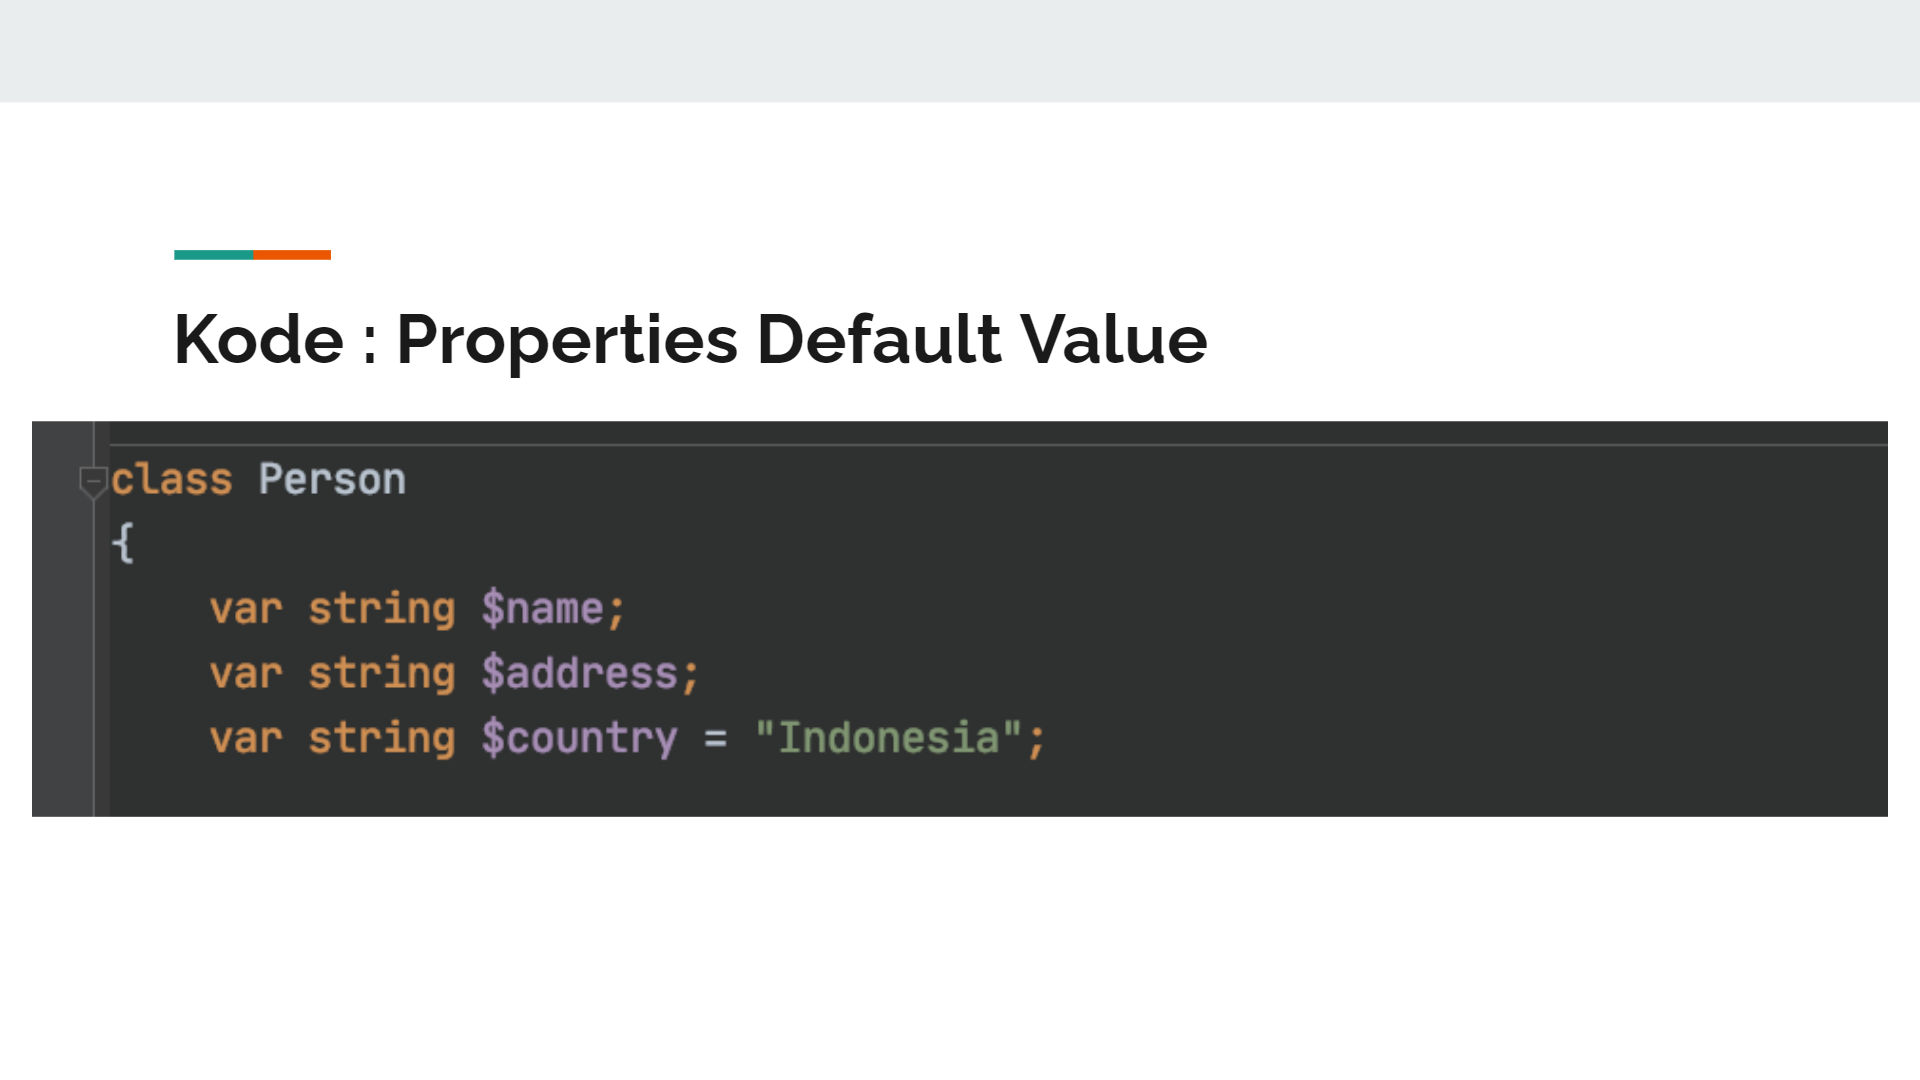 Kode : Properties Default Value
class Person
{
var string $name;
var string $address;
var string $country = "Indonesia";